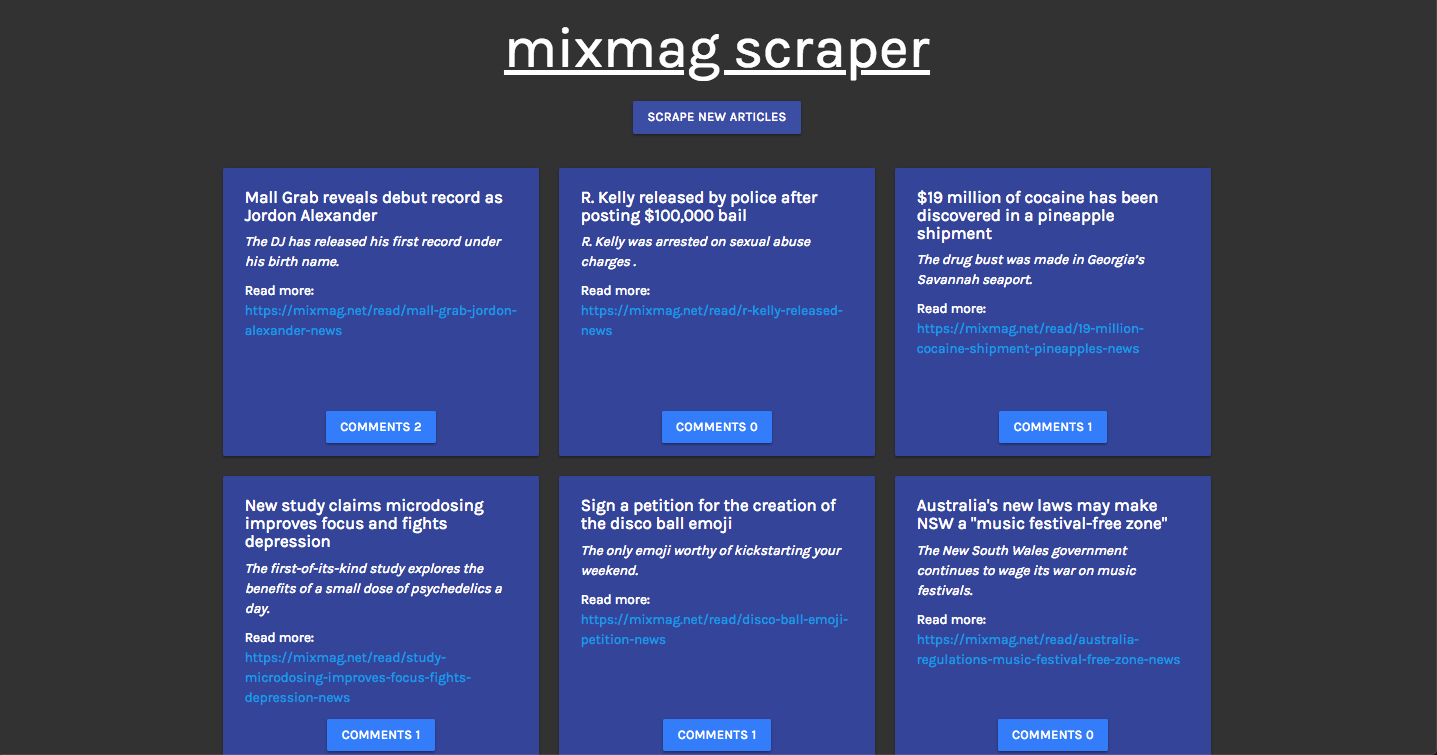 mixmag scraper
SCRAPE NEW ARTICLES
Mall Grab reveals debut record as
Jordon Alexander
The DJ has released his first record under
his birth name.
Read more:
https://mixmag.net/read/mall-grab-jordon-
alexander-news
COMMENTS 2
R. Kelly released by police after
posting $100,000 bail
R. Kelly was arrested on sexual abuse
charges .
Read more:
https://mixmag.net/read/r-kelly-released-
news
COMMENTS 0
$19 million of cocaine has been
discovered in a pineapple
shipment
The drug bust was made in Georgia’s
Savannah seaport.
Read more:
https://mixmag.net/read/19-million-
cocaine-shipment-pineapples-news
COMMENTS 1
New study claims microdosing
improves focus and fights
depression
The first-of-its-kind study explores the
benefits of a small dose of psychedelics a
day.
Read more:
https://mixmag.net/read/study-
microdosing-improves-focus-fights-
depression-news
COMMENTS 1
Sign a petition for the creation of
the disco ball emoji
The only emoji worthy of kickstarting your
weekend.
Read more:
https://mixmag.net/read/disco-ball-emoji-
petition-news
COMMENTS 1
Australia's new laws may make
NSW a "music festival-free zone"
The New South Wales government
continues to wage its war on music
festivals.
Read more:
https://mixmag.net/read/australia-
regulations-music-festival-free-zone-news
COMMENTS 0